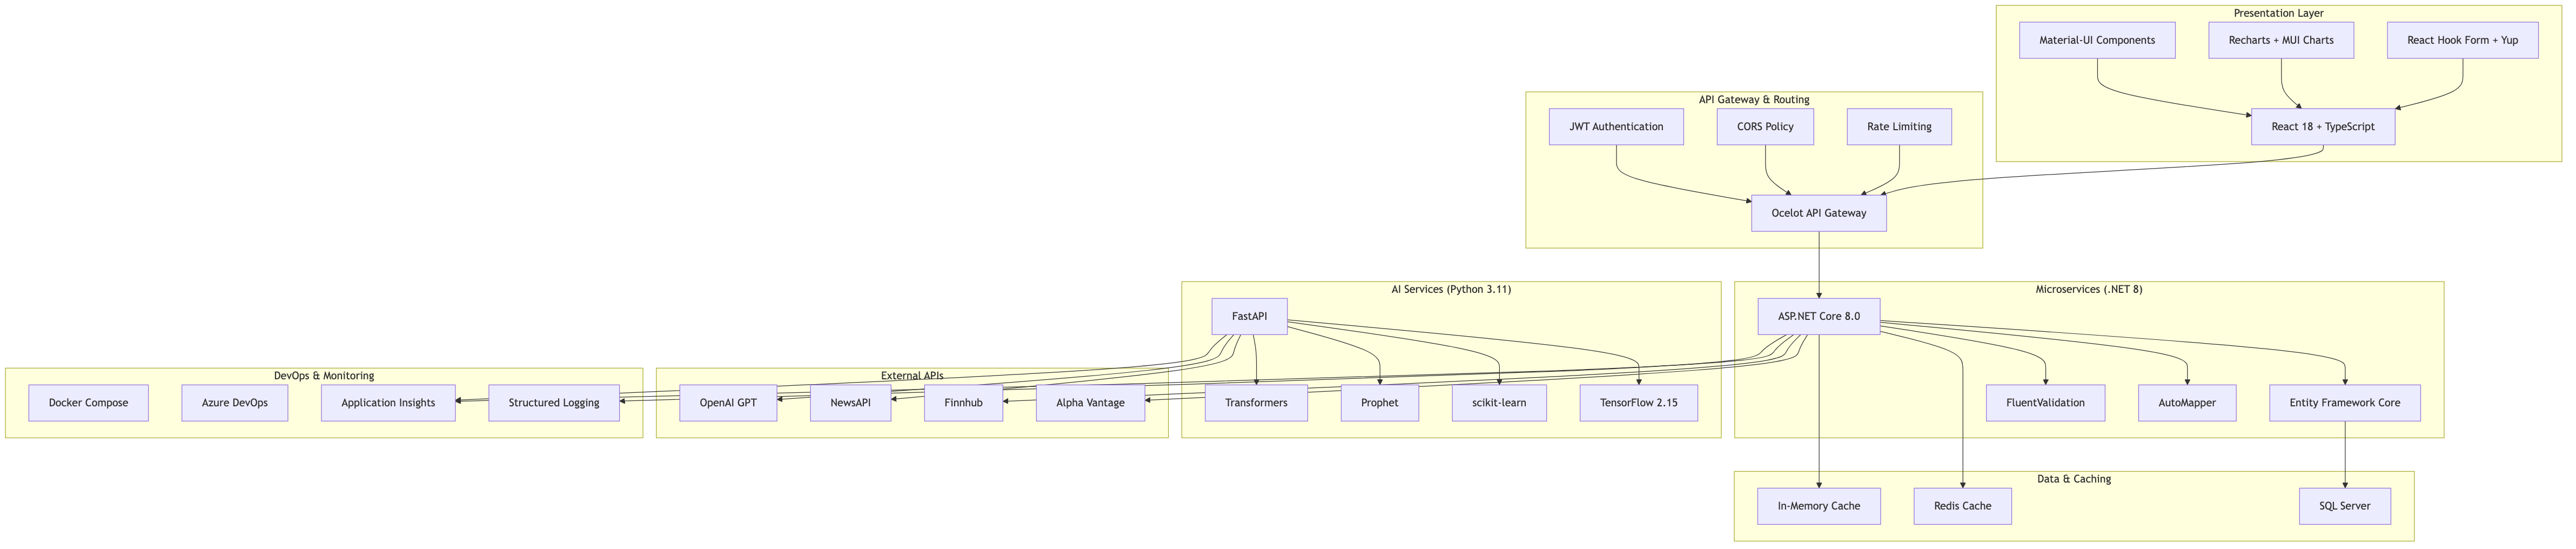 Presentation Layer
Material-UI Components
Recharts + MUI Charts
React Hook Form + Yup
React 18 + TypeScript
API Gateway & Routing
JWT Authentication
CORS Policy
Rate Limiting
Ocelot API Gateway
AI Services (Python 3.11)
FastAPI
Transformers
Prophet
scikit-learn
TensorFlow 2.15
Microservices (.NET 8)
ASP.NET Core 8.0
FluentValidation
AutoMapper
Entity Framework Core
DevOps & Monitoring
Docker Compose
Azure DevOps
Application Insights
Structured Logging
External APIs
OpenAI GPT
NewsAPI
Finnhub
Alpha Vantage
Data & Caching
In-Memory Cache
Redis Cache
SQL Server